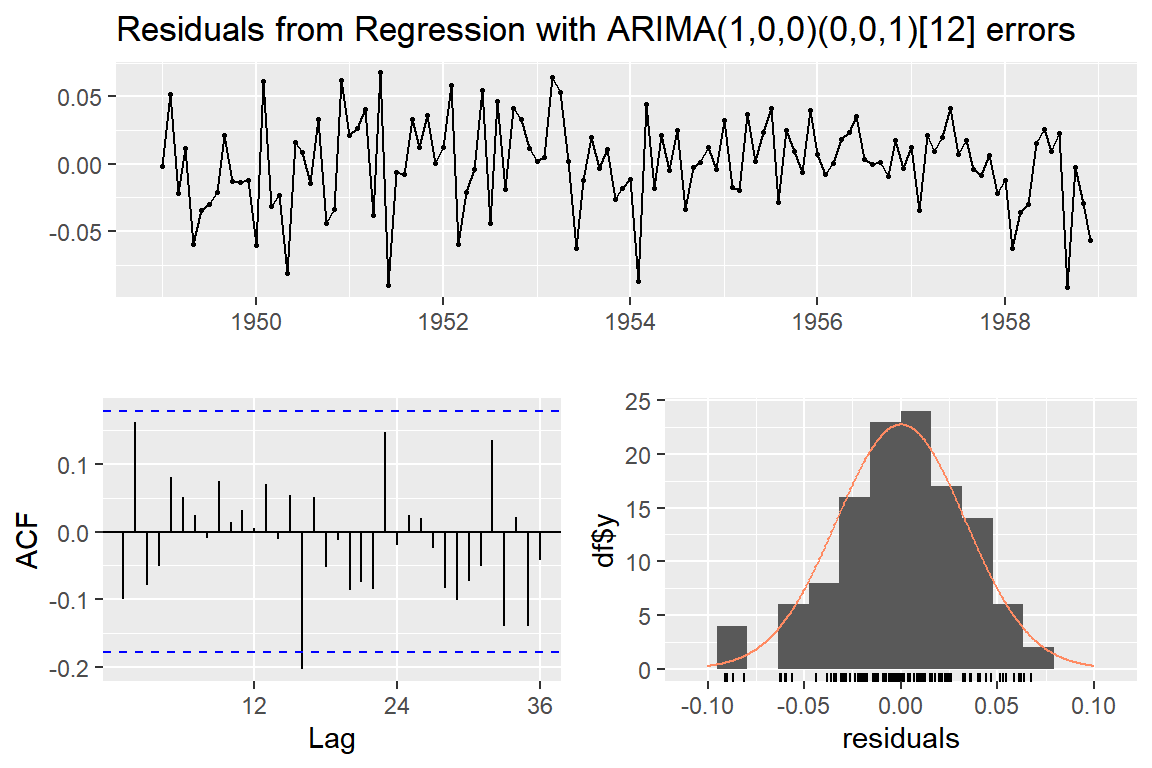 Residuals from Regression with ARIMA(1,0,0)(0,0,1)[12] errors
0.05
0.00
-0.05
1950 1952 1954 1956 1958
ACF
0.1
0.0
-0.1
-0.2
12 24 36
Lag
df$y
25
20
15
10
5
0
-0.10 -0.05 0.00 0.05 0.10
residuals